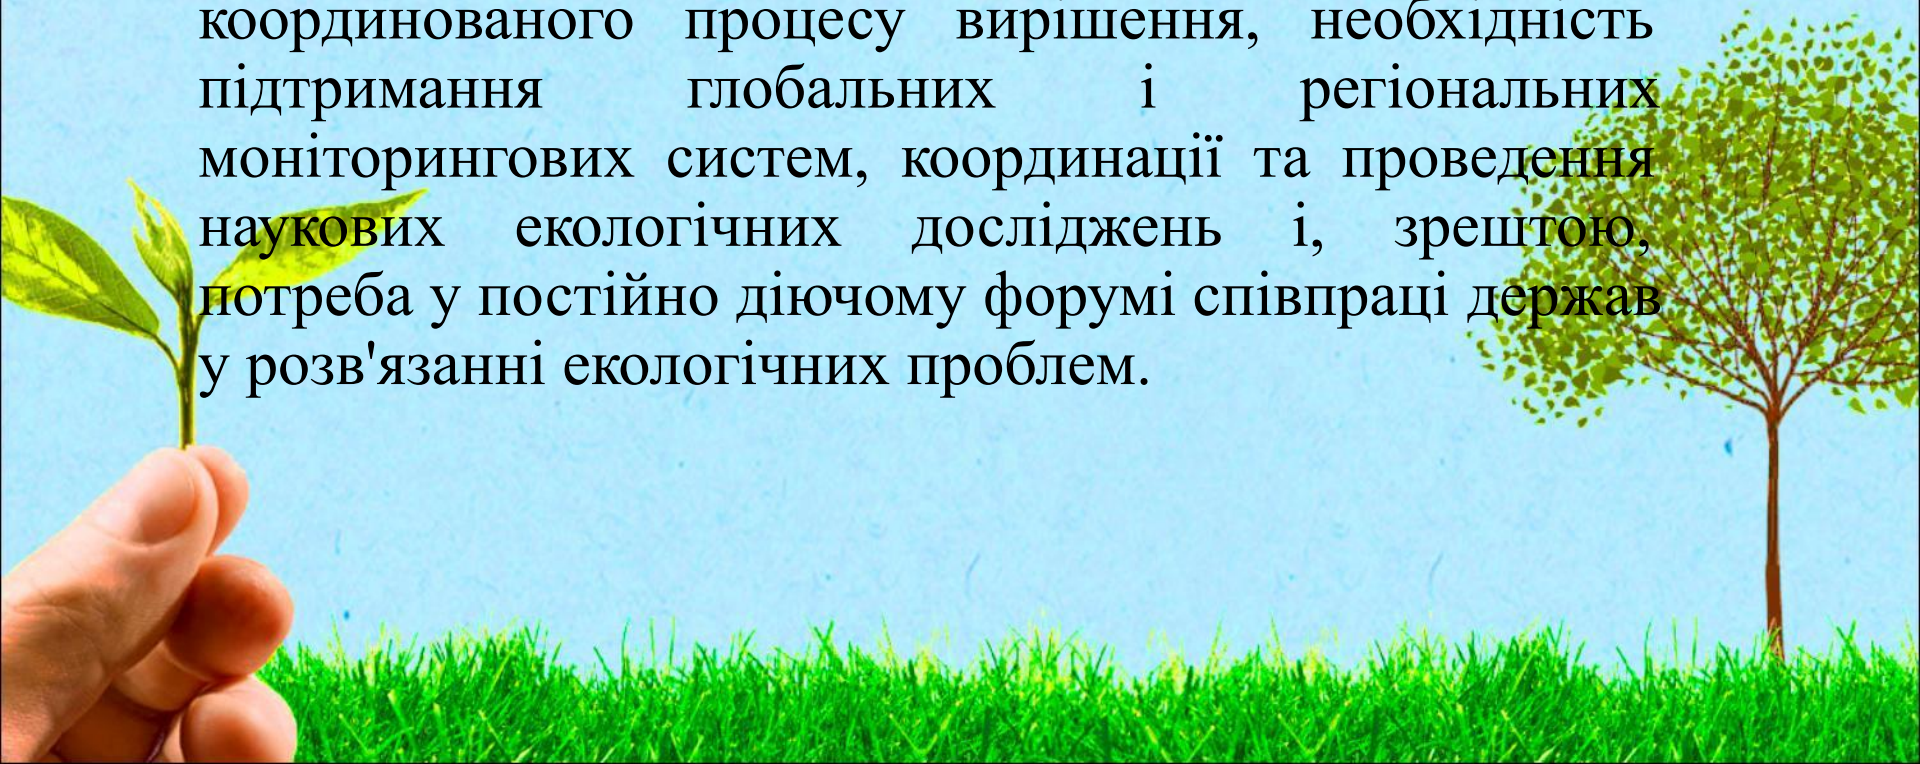 координованого процесу вирішення, необхідність
підтримання глобальних і регіональних
моніторингових систем, координації та проведення
наукових екологічних досліджень і, зрештою,
потреба у постійно діючому форумі співпраці держав
у розв'язанні екологічних проблем.